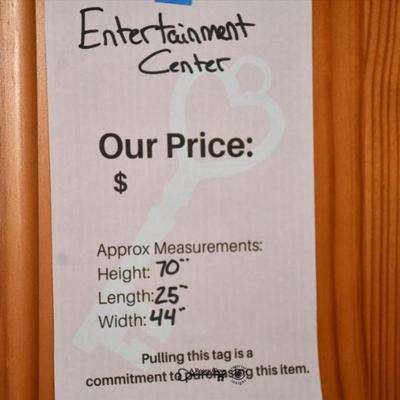 Entertainment
Center
Our Price:
$
Approx Measurements:
Height: 70"
Length: 25"
Width: 44"
Pulling this tag is a
commitment to purchasing this item.